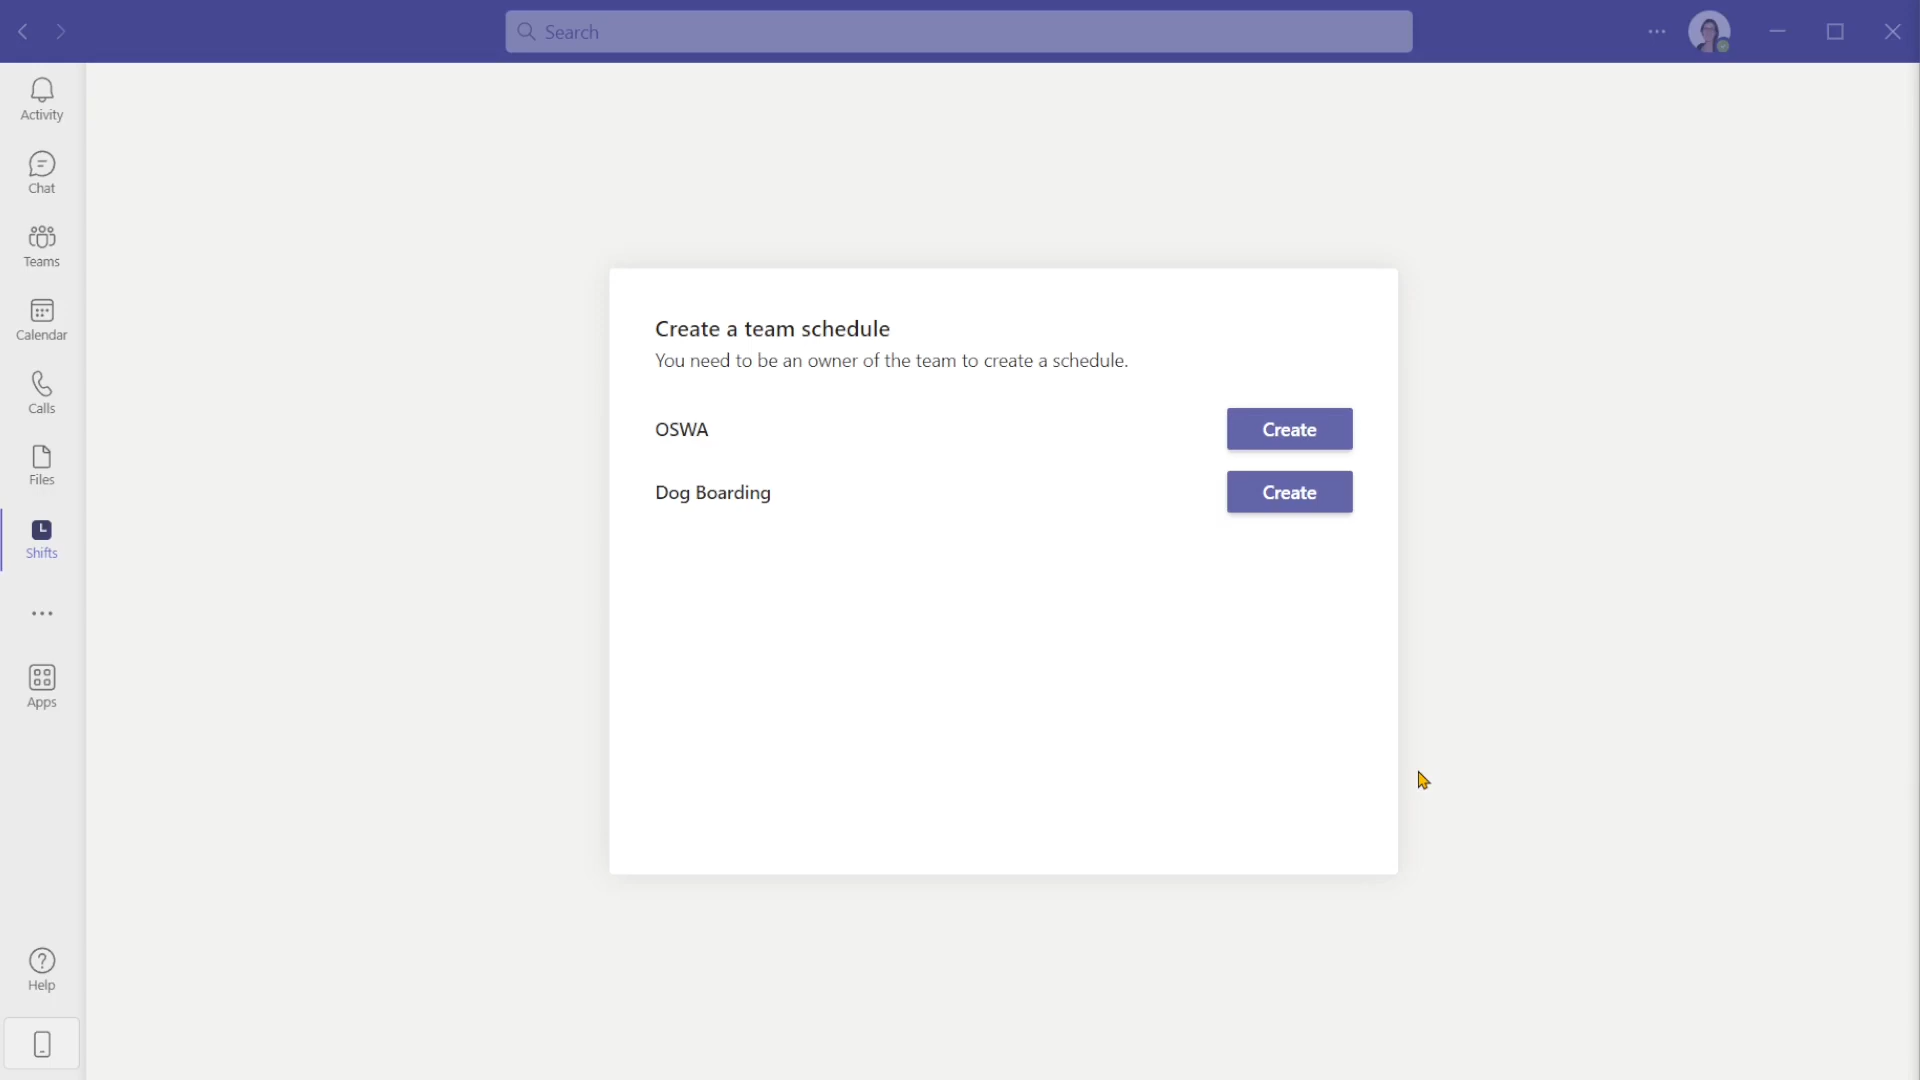 Search
Activity
Chat
Teams
Calendar
Calls
Files
Shifts
Apps
Help
Create a team schedule
You need to be an owner of the team to create a schedule.
OSWA Create
Dog Boarding Create